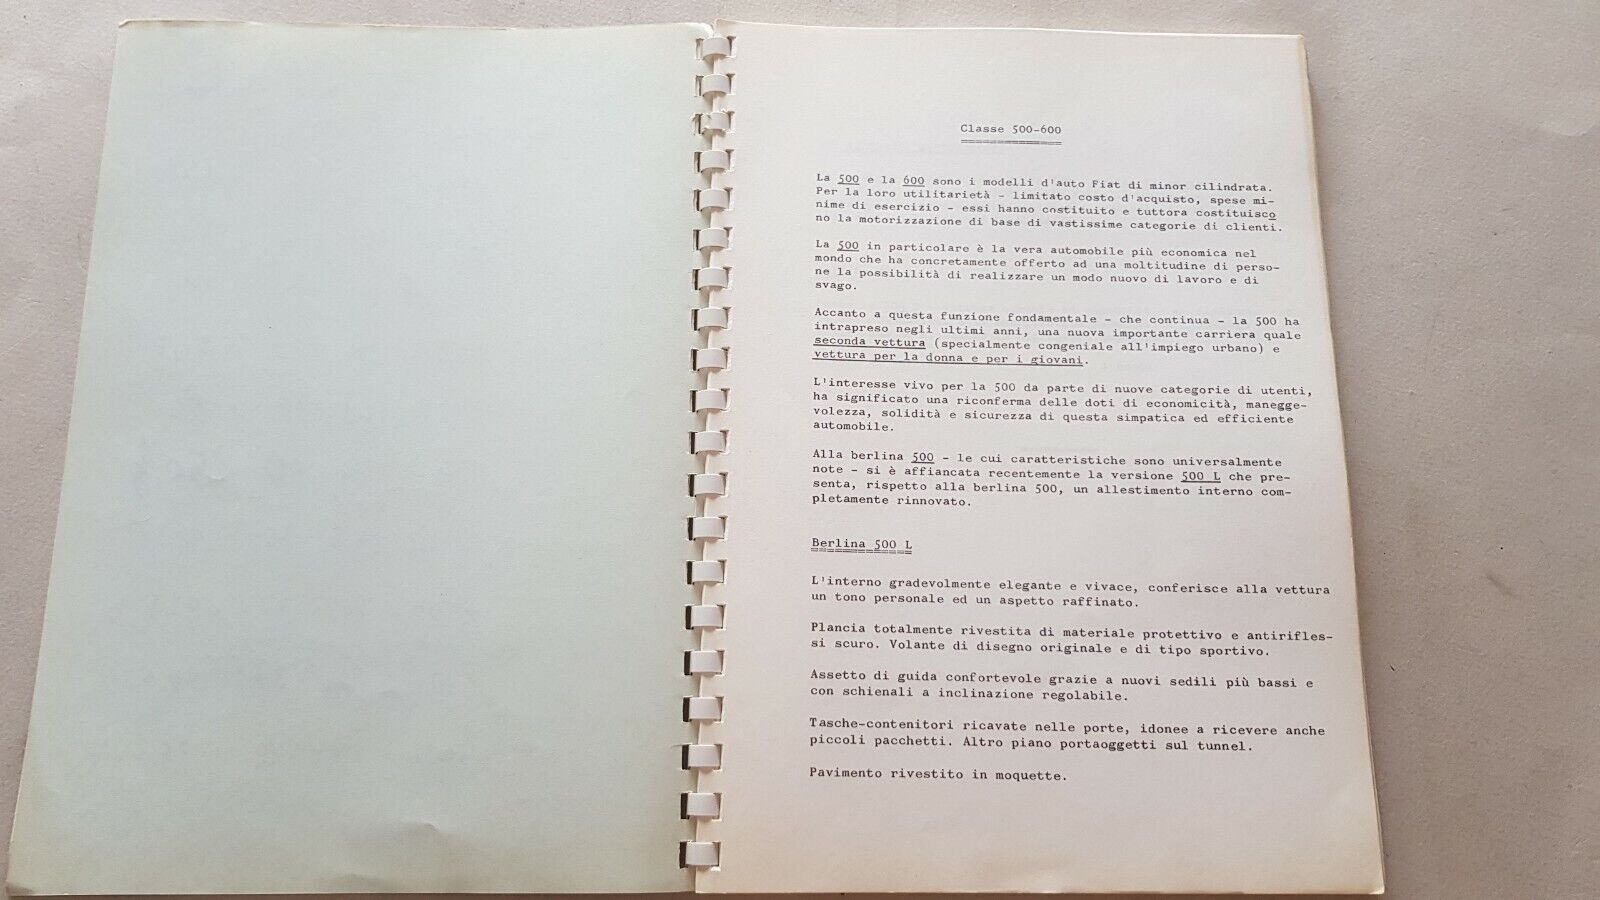 Classe 500-600
La 500 e la 600 sono i modelli d'auto Fiat di minor cilindrata.
Per la loro utilitarietà - limitato costo d'acquisto, spese mi-
nime di esercizio - essi hanno costituito e tuttora costituisco
no la motorizzazione di base di vastissime categorie di clienti.
La 500 in particolare è la vera automobile più economica nel
mondo che ha concretamente offerto ad una moltitudine di perso-
ne la possibilità di realizzare un modo nuovo di lavoro e di
svago.
Accanto a questa funzione fondamentale - che continua - la 500 ha
intrapreso negli ultimi anni, una nuova importante carriera quale
seconda vettura (specialmente congeniale all'impiego urbano) e
vettura per la donna e per i giovani.
L'interesse vivo per la 500 da parte di nuove categorie di utenti,
ha significato una riconferma delle doti di economicità, manegge-
volezza, solidità e sicurezza di questa simpatica ed efficiente
automobile.
Alla berlina 500 - le cui caratteristiche sono universalmente
note - si è affiancata recentemente la versione 500 L che pre-
senta, rispetto alla berlina 500, un allestimento interno com-
pletamente rinnovato.
Berlina 500 L
L'interno gradevolmente elegante e vivace, conferisce alla vettura
un tono personale ed un aspetto raffinato.
Plancia totalmente rivestita di materiale protettivo e antirifles-
si scuro. Volante di disegno originale e di tipo sportivo.
Assetto di guida confortevole grazie a nuovi sedili più bassi e
con schienali a inclinazione regolabile.
Tasche-contenitori ricavate nelle porte, idonee a ricevere anche
piccoli pacchetti. Altro piano portaoggetti sul tunnel.
Pavimento rivestito in moquette.